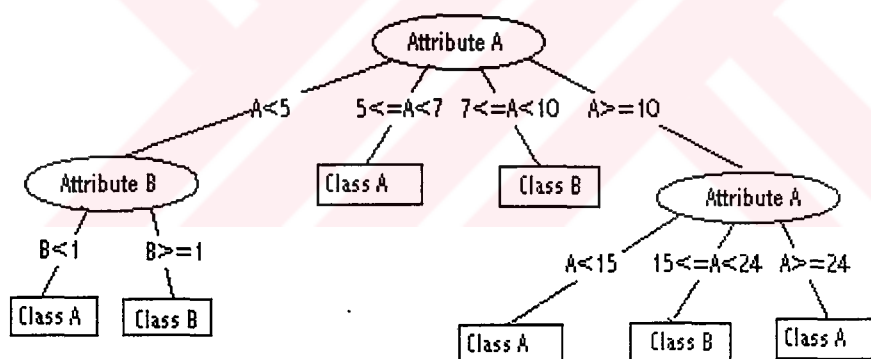 Attribute A
A<5
5<=A<7
7<=A<10
A>=10
Class A
Class B
Attribute B
Attribute A
B<1
B>=1
A<15
15<=A<24
A>=24
Class A
Class B
Class A
Class B
Class A